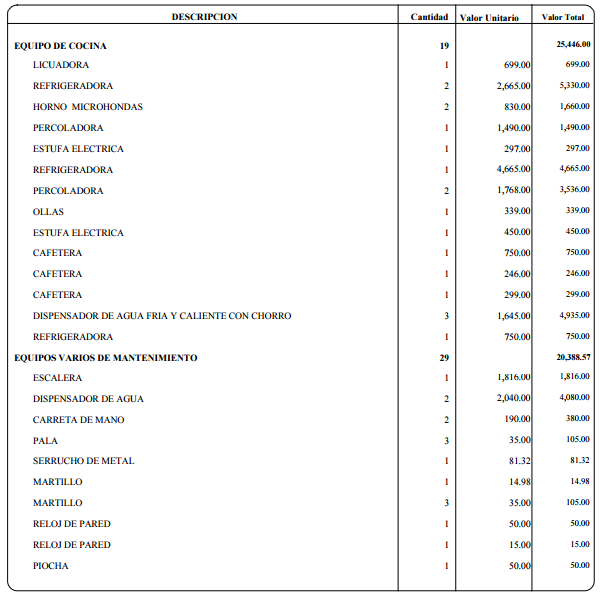 DESCRIPCION Cantidad Valor Unitario Valor Total
EQUIPO DE COCINA 19 25,446.00
LICUADORA 1 699.00 699.00
REFRIGERADORA 2 2,665.00 5,330.00
HORNO MICROHONDAS 2 830.00 1,660.00
PERCOLADORA 1 1,490.00 1,490.00
ESTUFA ELECTRICA 1 297.00 297.00
REFRIGERADORA 1 4,665.00 4,665.00
PERCOLADORA 2 1,768.00 3,536.00
OLLAS 1 339.00 339.00
ESTUFA ELECTRICA 1 450.00 450.00
CAFETERA 1 750.00 750.00
CAFETERA 1 246.00 246.00
CAFETERA 1 299.00 299.00
DISPENSADOR DE AGUA FRIA Y CALIENTE CON CHORRO 3 1,645.00 4,935.00
REFRIGERADORA 1 750.00 750.00
EQUIPOS VARIOS DE MANTENIMIENTO 29 20,388.57
ESCALERA 1 1,816.00 1,816.00
DISPENSADOR DE AGUA 2 2,040.00 4,080.00
CARRETA DE MANO 2 190.00 380.00
PALA 3 35.00 105.00
SERRUCHO DE METAL 1 81.32 81.32
MARTILLO 1 14.98 14.98
MARTILLO 3 35.00 105.00
RELOJ DE PARED 1 50.00 50.00
RELOJ DE PARED 1 15.00 15.00
PIOCHA 1 50.00 50.00